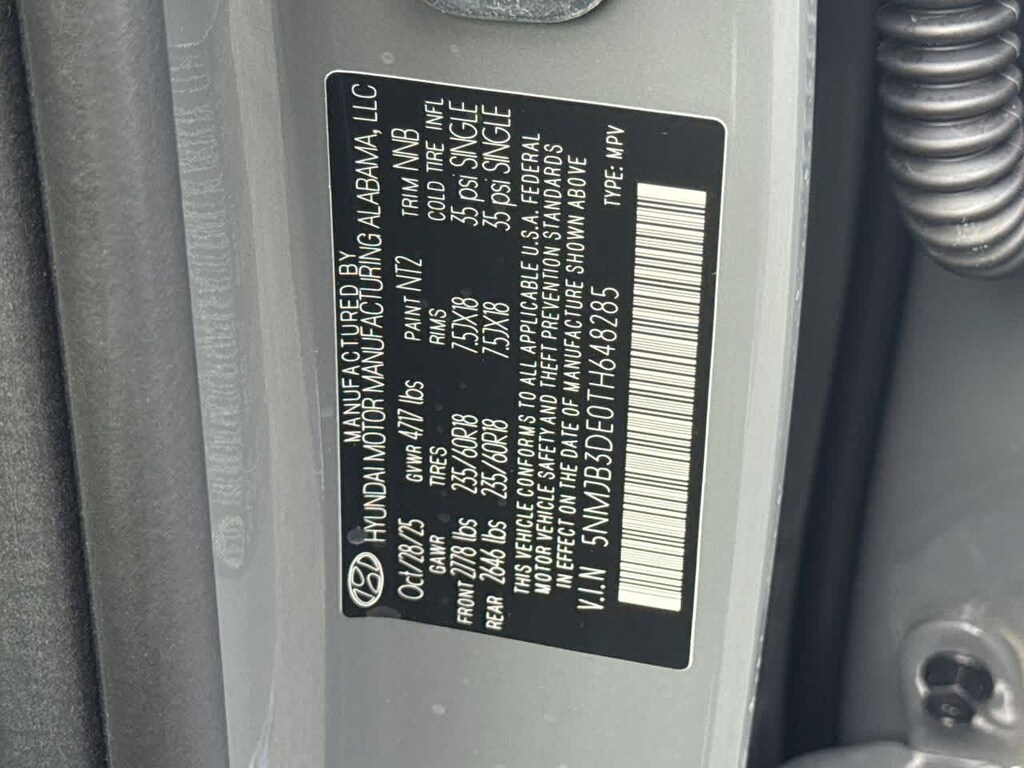 MANUFACTURED BY
HYUNDAI MOTOR MANUFACTURING ALABAMA, LLC
Oct/28/25 GVWR 4717 lbs PAINT NT2 TRIM NNB
GAWR TIRES RIMS COLD TIRE INFL
FRONT 2778 lbs 235/60R18 7.5JX18 35 psi SINGLE
REAR 2646 lbs 235/60R18 7.5JX18 35 psi SINGLE
THIS VEHICLE CONFORMS TO ALL APPLICABLE U.S.A. FEDERAL
MOTOR VEHICLE SAFETY AND THEFT PREVENTION STANDARDS
IN EFFECT ON THE DATE OF MANUFACTURE SHOWN ABOVE
V.I.N 5NMJB3DE0TH648285 TYPE: MPV